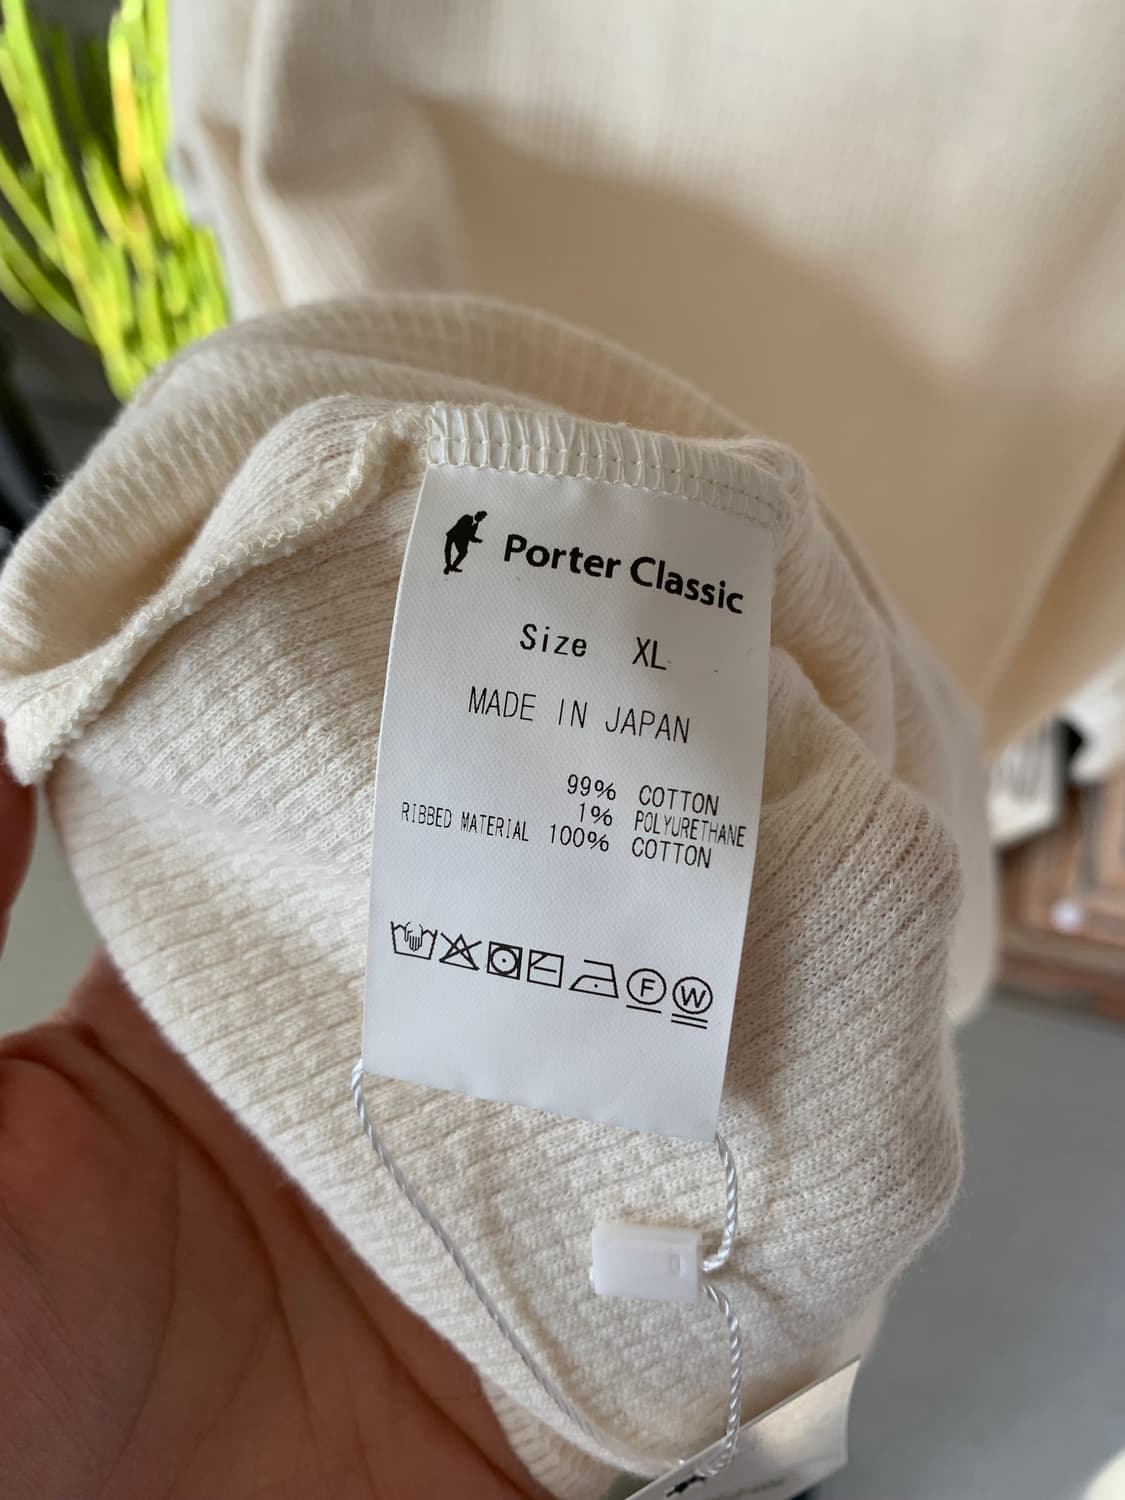 Porter Classic
Size XL
MADE IN JAPAN
99% COTTON
1% POLYURETHANE
RIBBED MATERIAL 100% COTTON
F W